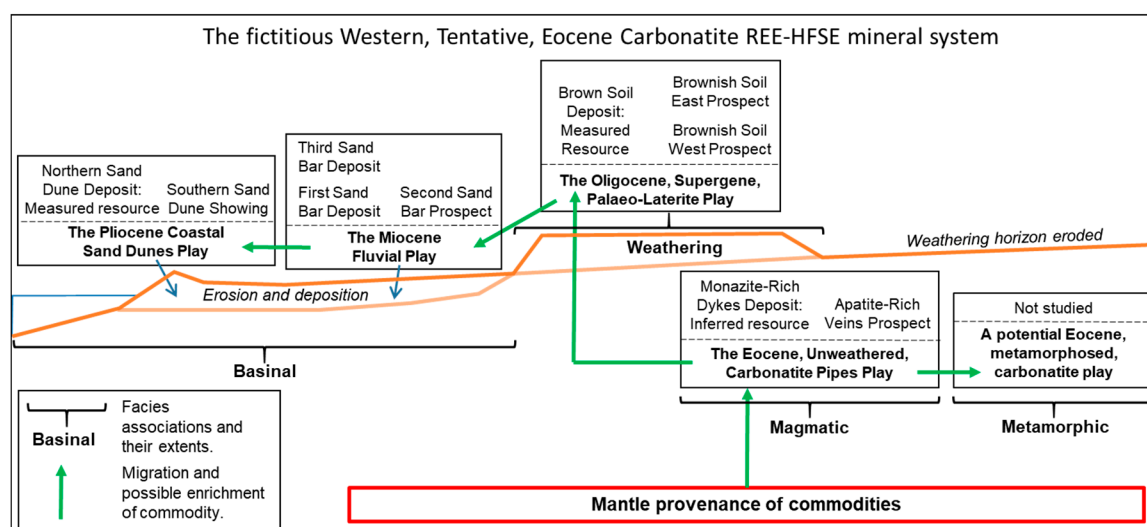 The fictitious Western, Tentative, Eocene Carbonatite REE-HFSE mineral system
Northern Sand
Dune Deposit:
Measured resource
Southern Sand
Dune Showing
The Pliocene Coastal
Sand Dunes Play
Third Sand
Bar Deposit
First Sand
Bar Deposit
Second Sand
Bar Prospect
The Miocene
Fluvial Play
Brown Soil
Deposit:
Measured
Resource
Brownish Soil
East Prospect
Brownish Soil
West Prospect
The Oligocene, Supergene,
Palaeo-Laterite Play
Weathering
Weathering horizon eroded
Erosion and deposition
Basinal
Monazite-Rich
Dykes Deposit:
Inferred resource
Apatite-Rich
Veins Prospect
The Eocene, Unweathered,
Carbonatite Pipes Play
Magmatic
Not studied
A potential Eocene,
metamorphosed,
carbonatite play
Metamorphic
Basinal
Facies
associations and
their extents.
Migration and
possible enrichment
of commodity.
Mantle provenance of commodities